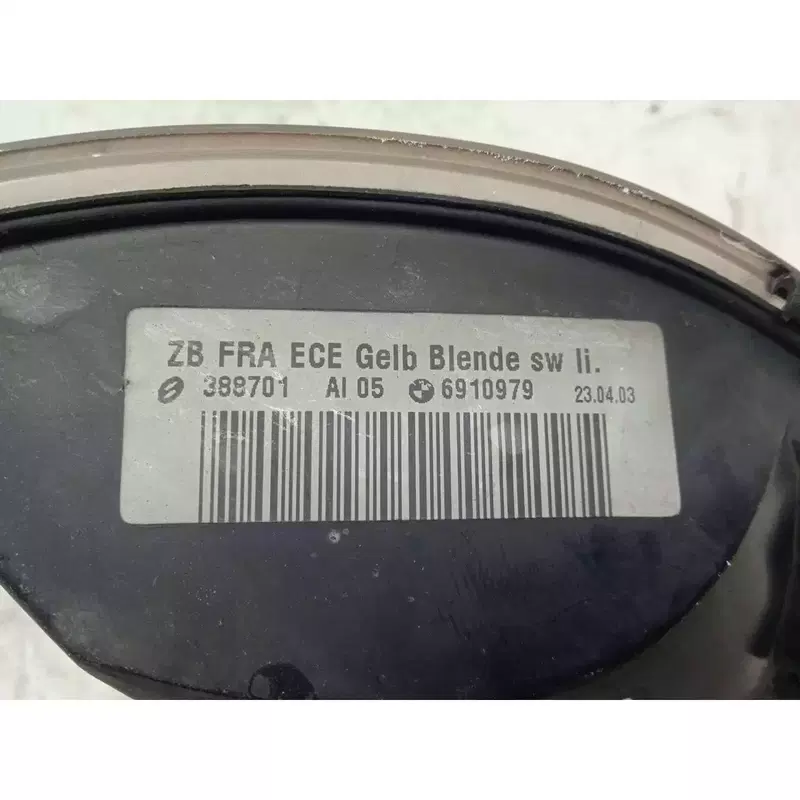 ZB FRA ECE Gelb Blende sw li.
388701 AI 05 6910979 23.04.03